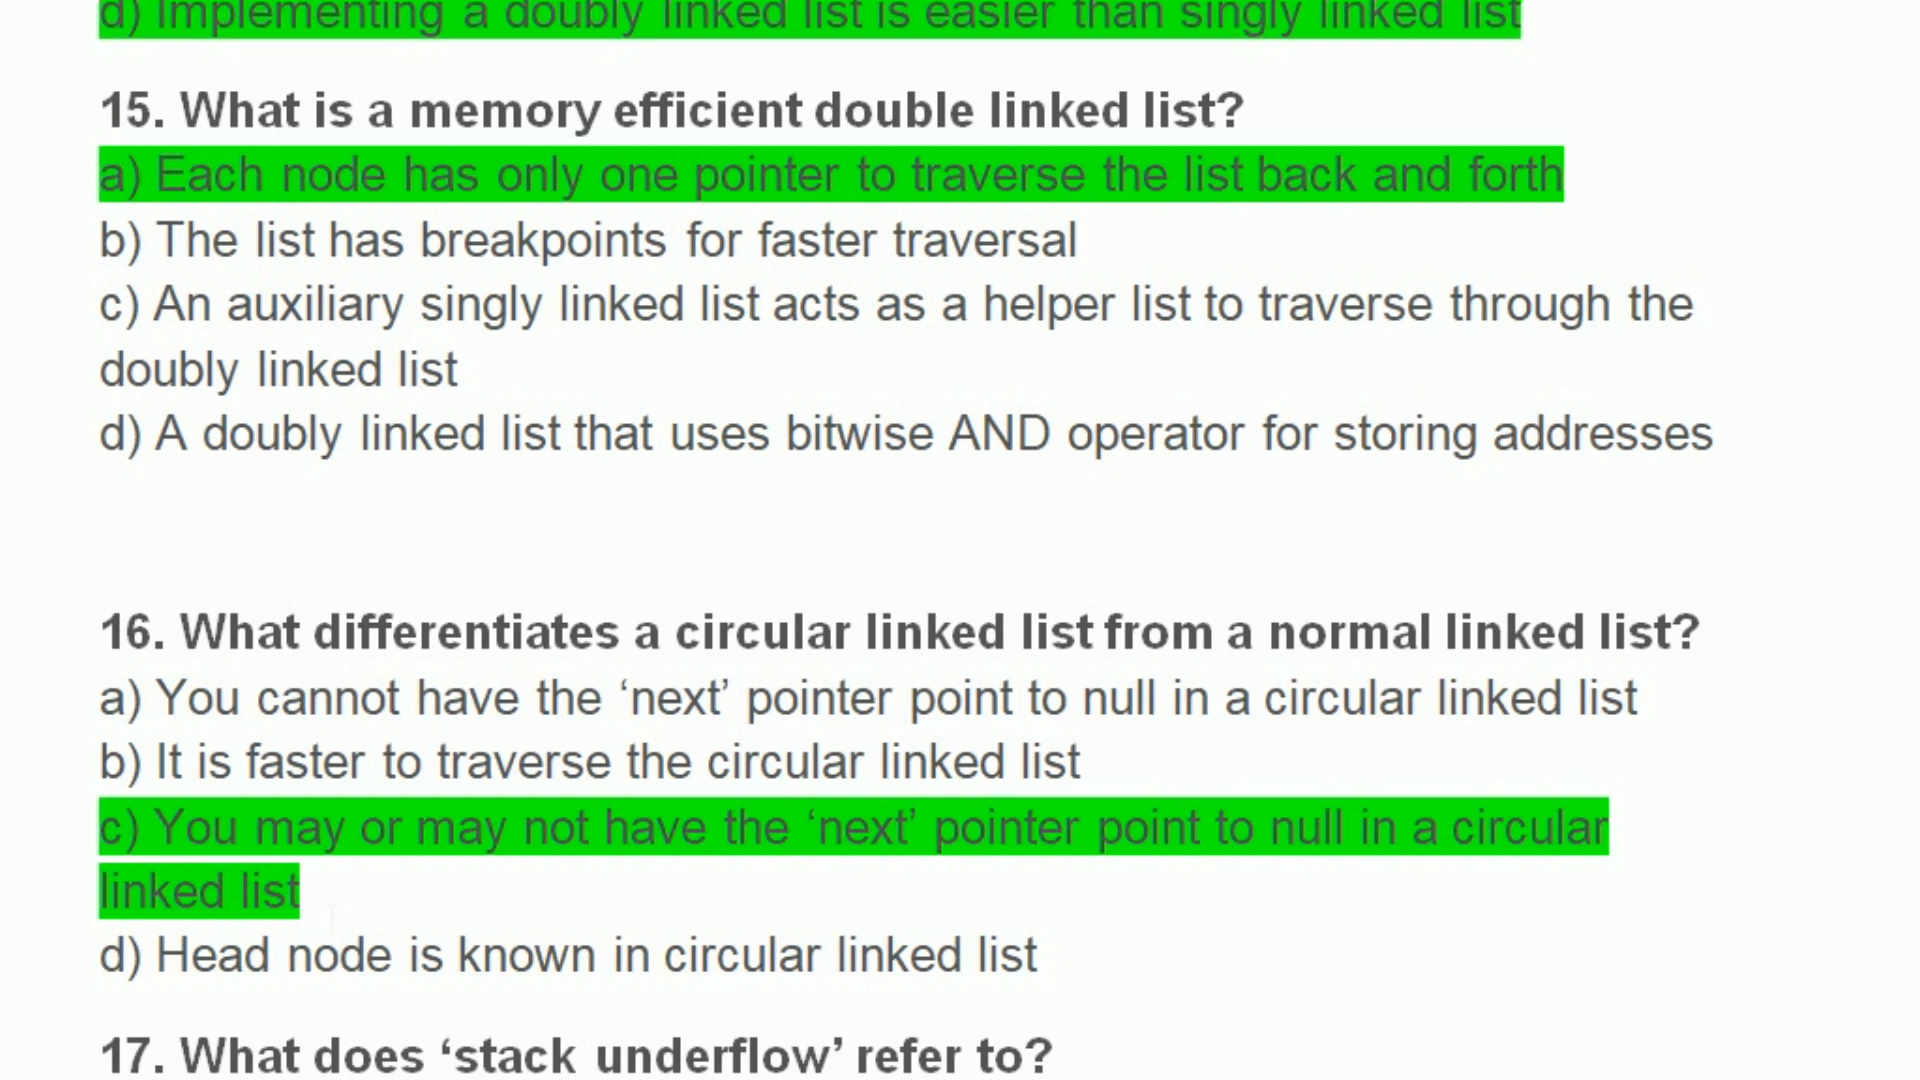 d) Implementing a doubly linked list is easier than singly linked list
15. What is a memory efficient double linked list?
a) Each node has only one pointer to traverse the list back and forth
b) The list has breakpoints for faster traversal
c) An auxiliary singly linked list acts as a helper list to traverse through the
doubly linked list
d) A doubly linked list that uses bitwise AND operator for storing addresses
16. What differentiates a circular linked list from a normal linked list?
a) You cannot have the ‘next’ pointer point to null in a circular linked list
b) It is faster to traverse the circular linked list
c) You may or may not have the ‘next’ pointer point to null in a circular
linked list
d) Head node is known in circular linked list
17. What does ‘stack underflow’ refer to?